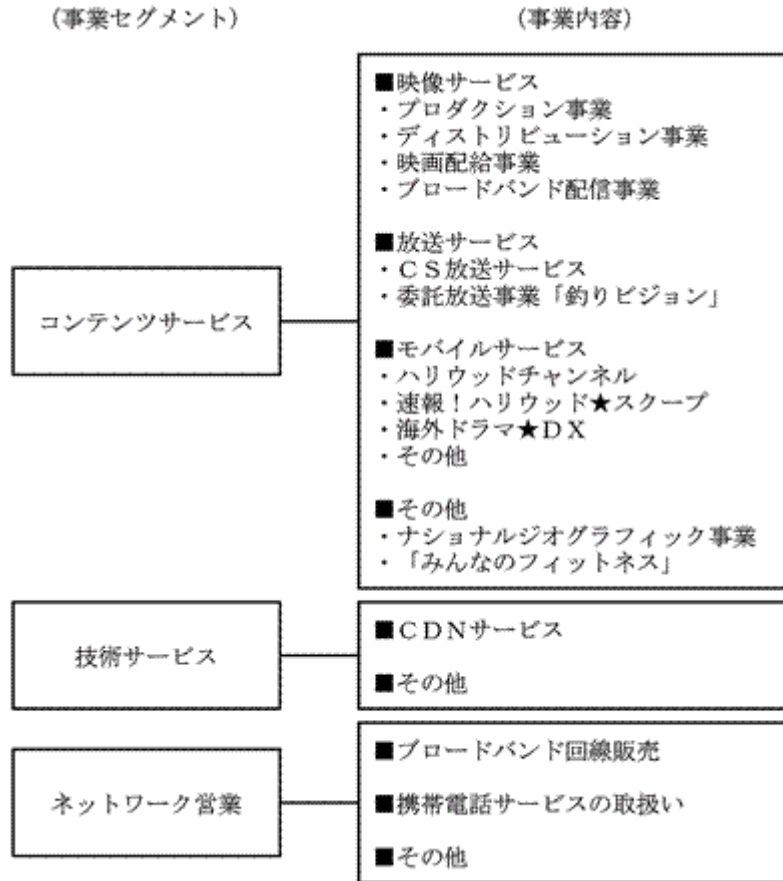 (事業セグメント)
(事業内容)
コンテンツサービス
■映像サービス
・プロダクション事業
・ディストリビューション事業
・映画配給事業
・ブロードバンド配信事業
■放送サービス
・CS放送サービス
・委託放送事業「釣りビジョン」
■モバイルサービス
・ハリウッドチャンネル
・速報!ハリウッド★スクープ
・海外ドラマ★DX
・その他
■その他
・ナショナルジオグラフィック事業
・「みんなのフィットネス」
技術サービス
■CDNサービス
■その他
ネットワーク営業
■ブロードバンド回線販売
■携帯電話サービスの取扱い
■その他